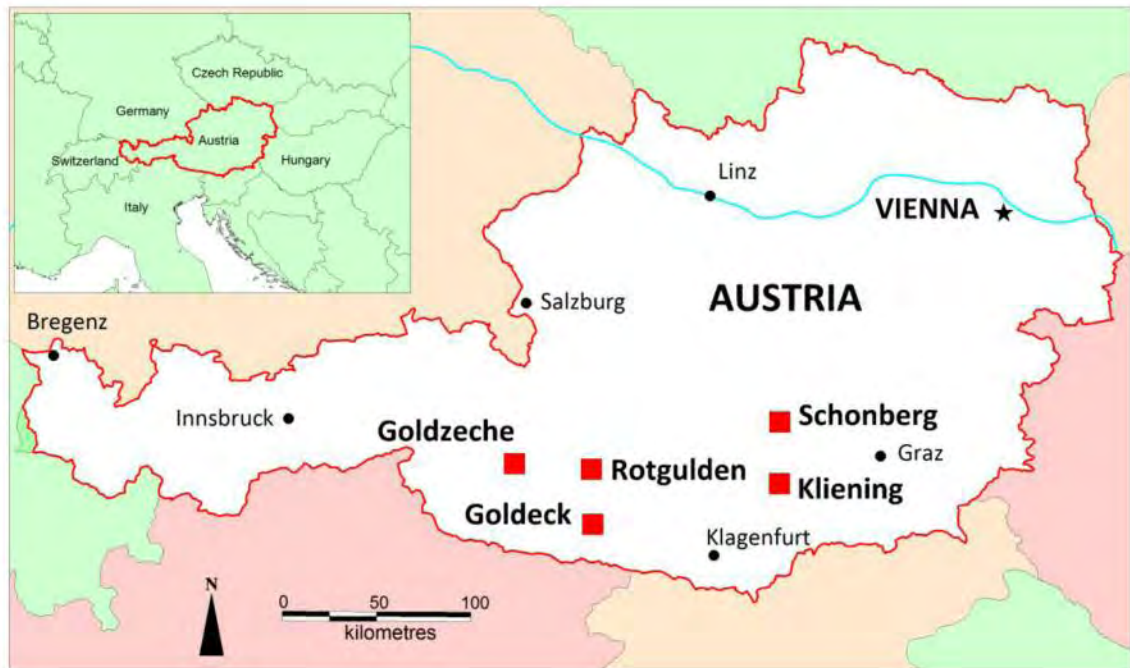 Czech Republic
Germany
Austria
Switzerland
Hungary
Italy
Linz
VIENNA
AUSTRIA
Salzburg
Bregenz
Innsbruck
Goldzeche
Schonberg
Graz
Rotgulden
Kliening
Goldeck
Klagenfurt
N
0 50 100
kilometres